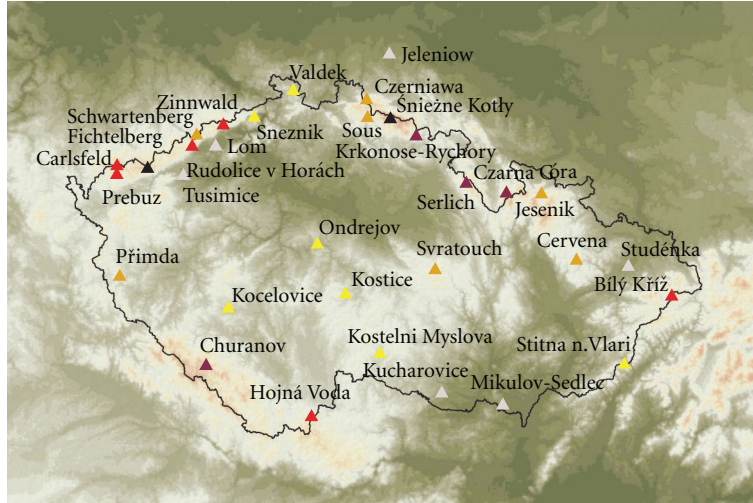 Jeleniow
Valdek
Czerniawa
Zinnwald
Śnieżne Kotły
Schwartenberg
Sneznik
Sous
Fichtelberg
Lom
Krkonose-Rychory
Carlsfeld
Rudolice v Horách
Czarna Góra
Prebuz
Tusimice
Serlich
Jesenik
Ondrejov
Přimda
Svratouch
Cervena
Studénka
Bílý Kříž
Kocelovice
Kostice
Churanov
Kostelni Myslova
Stitna n.Vlari
Kucharovice
Mikulov-Sedlec
Hojná Voda